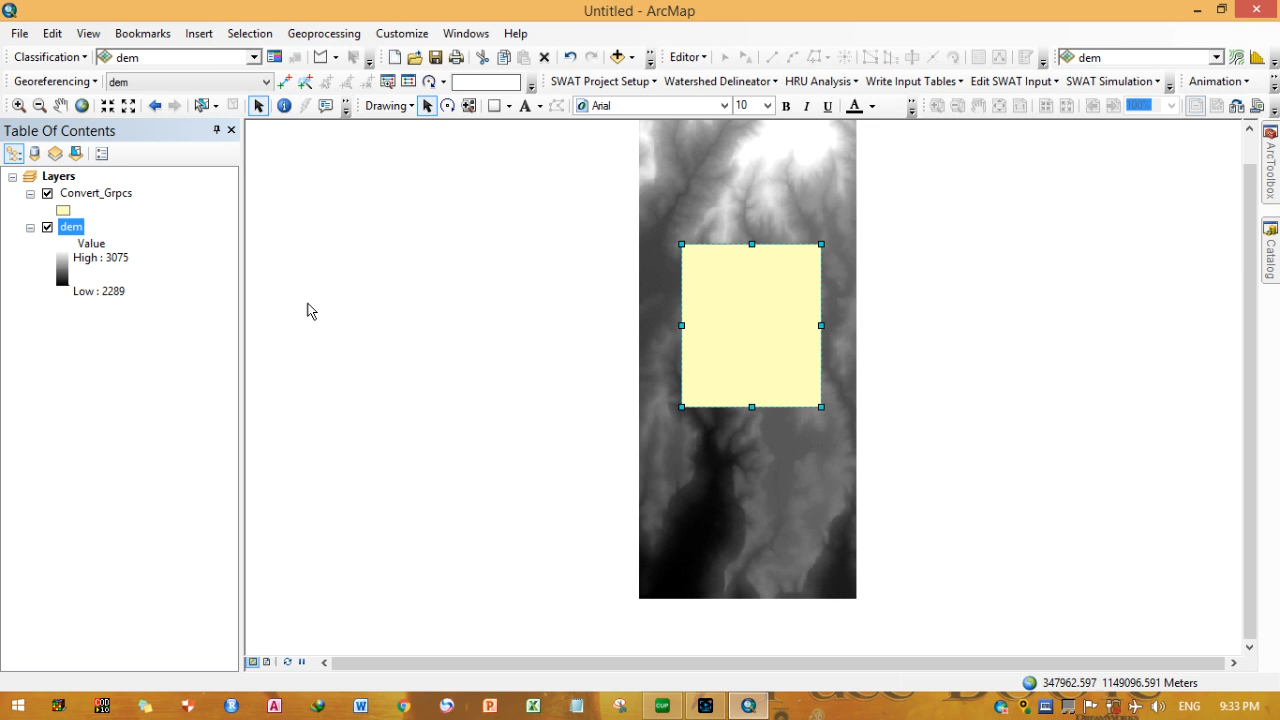 Untitled - ArcMap
File Edit View Bookmarks Insert Selection Geoprocessing Customize Windows Help
Classification dem Editor dem
Georeferencing dem SWAT Project Setup Watershed Delineator HRU Analysis Write Input Tables Edit SWAT Input SWAT Simulation Animation
Drawing Arial 10 B I U A 100%
Table Of Contents
Layers
Convert_Grpcs
dem
Value
High : 3075
Low : 2289
ArcToolbox
Catalog
347962.597 1149096.591 Meters
ENG 9:33 PM